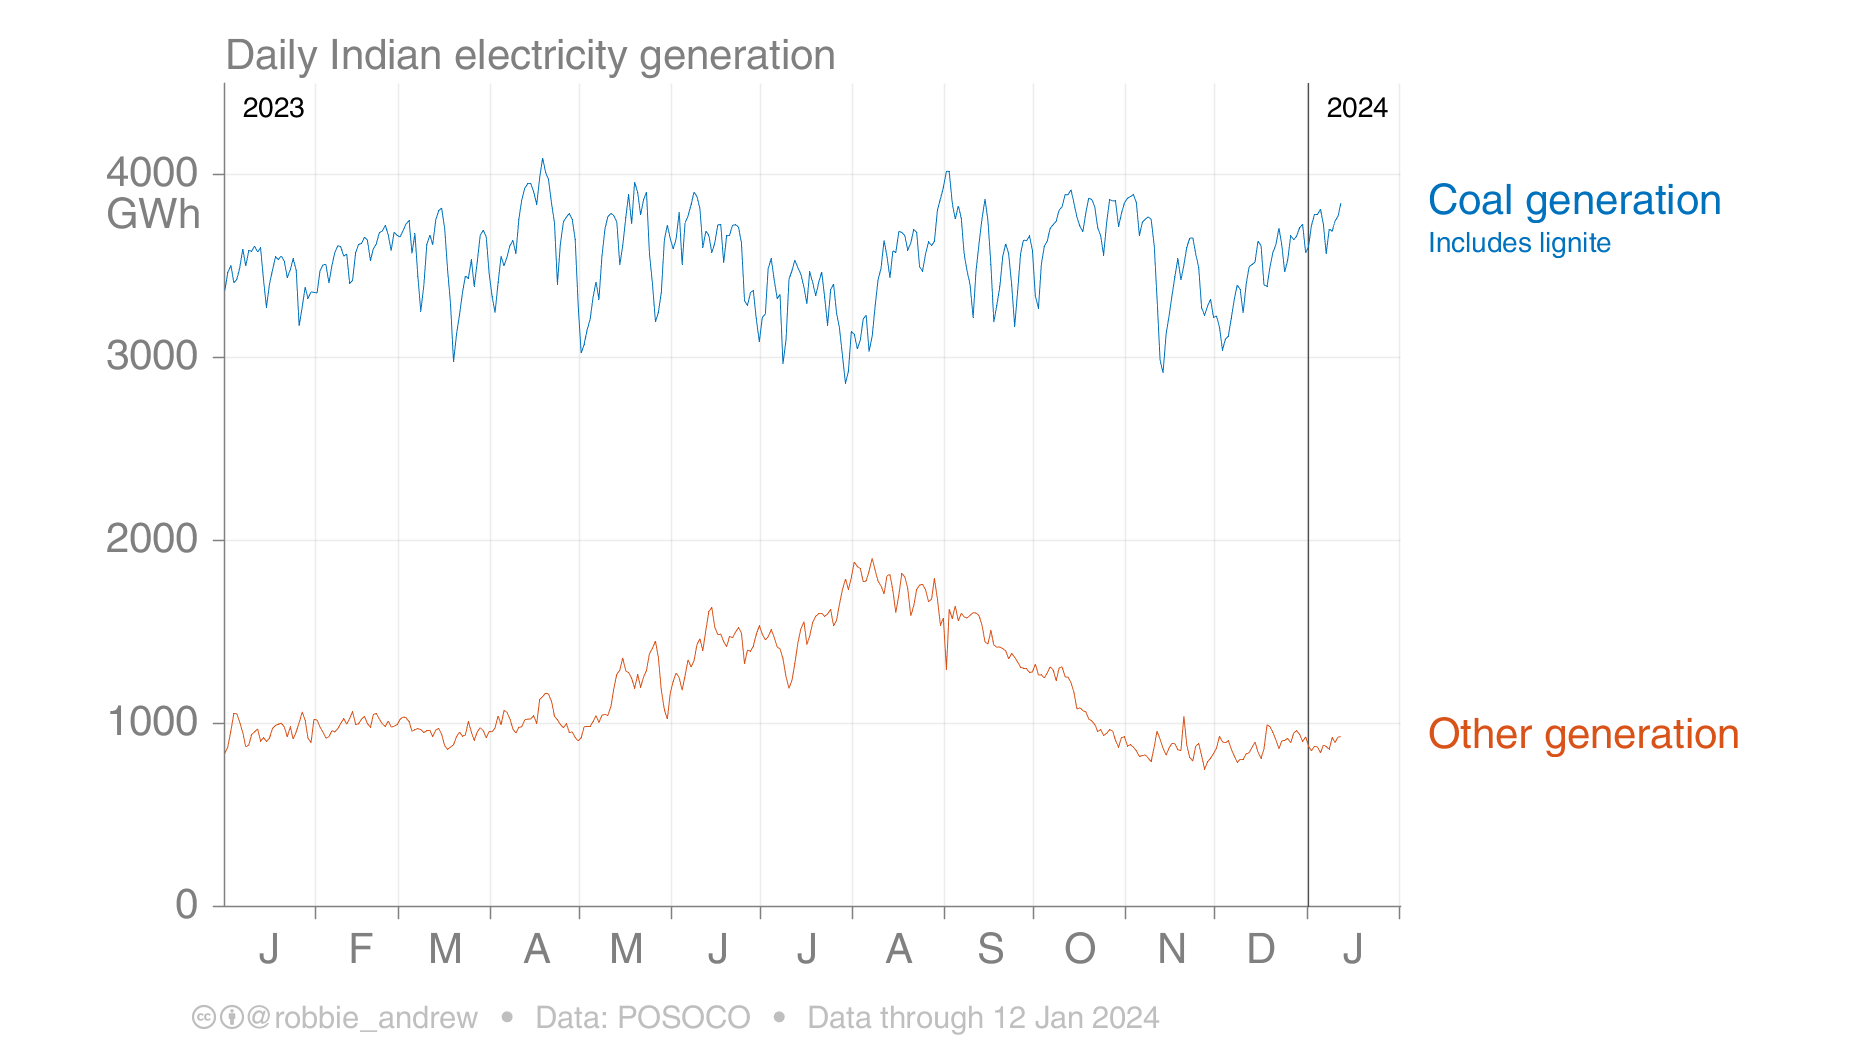 Daily Indian electricity generation
2023
2024
4000
GWh
3000
2000
1000
0
Coal generation
Includes lignite
Other generation
J F M A M J J A S O N D J
@robbie_andrew • Data: POSOCO • Data through 12 Jan 2024